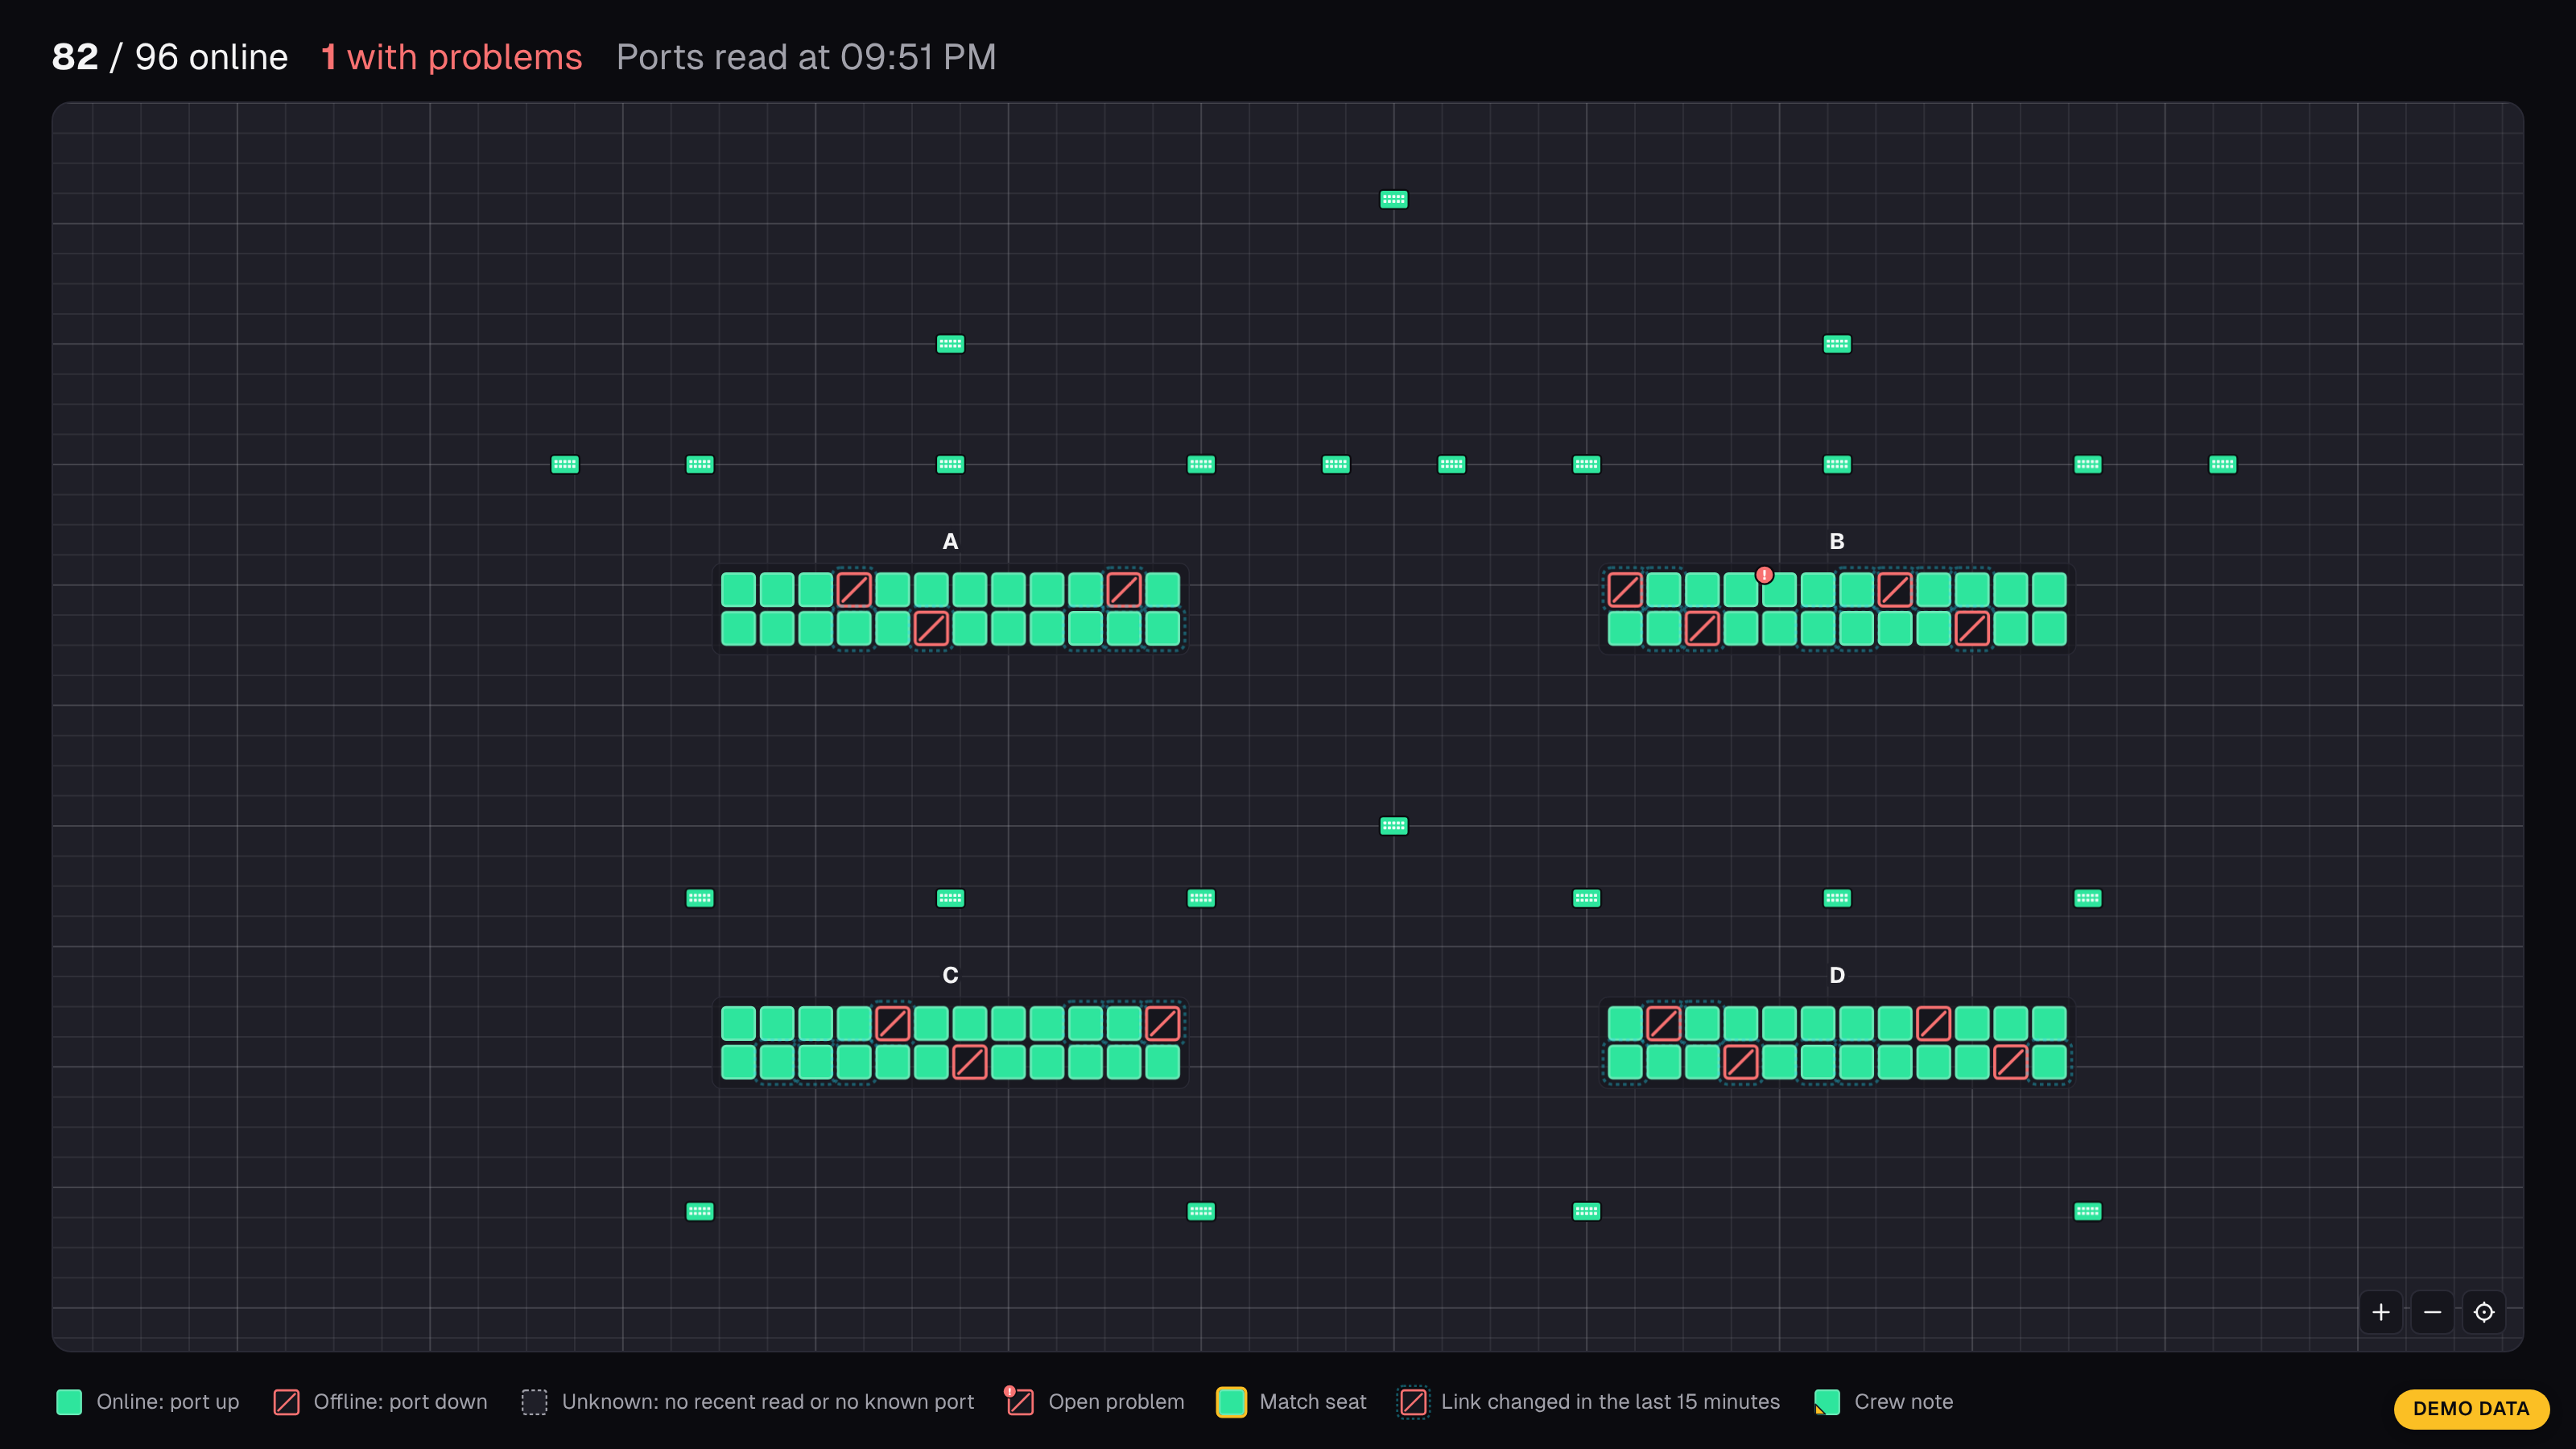 82 / 96 online 1 with problems Ports read at 09:51 PM
A
B
C
D
Online: port up
Offline: port down
Unknown: no recent read or no known port
! Open problem
Match seat
Link changed in the last 15 minutes
Crew note
DEMO DATA